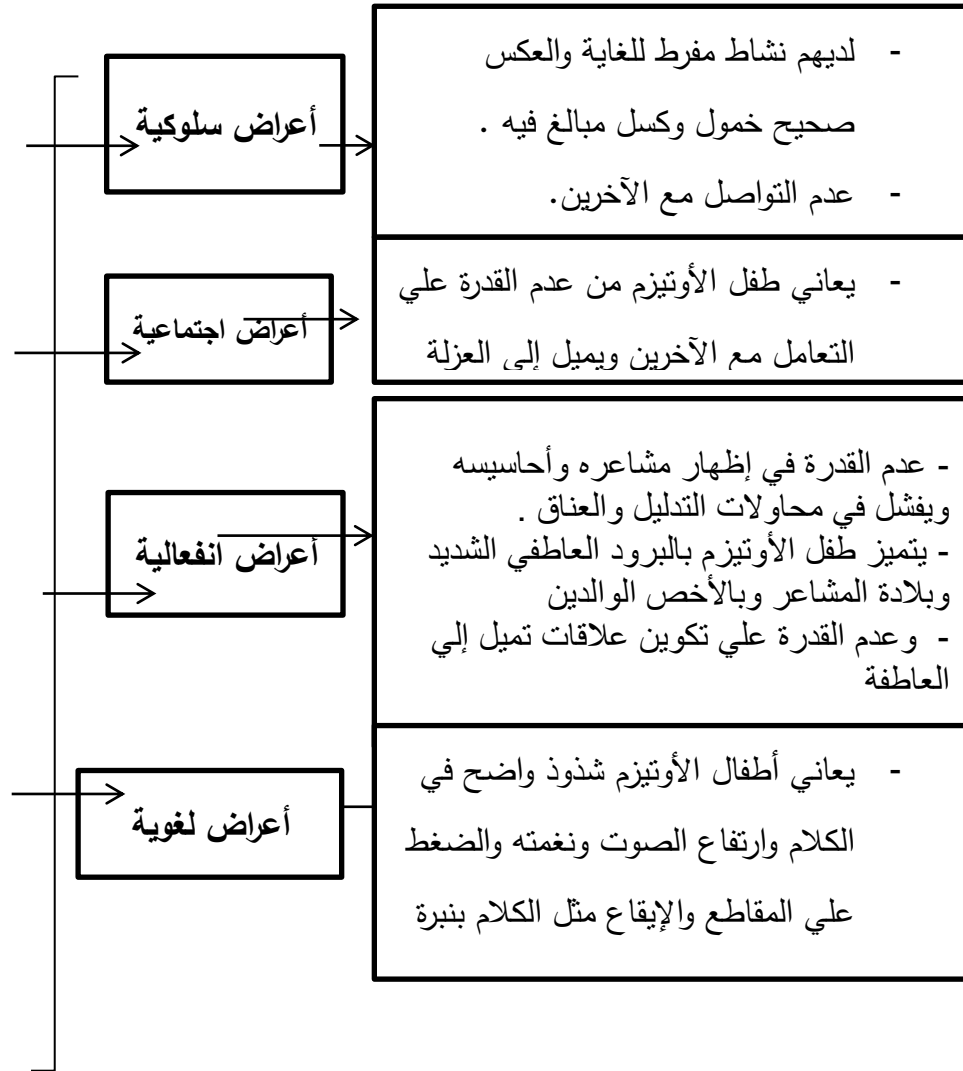 أعراض سلوكية
- لديهم نشاط مفرط للغاية والعكس
صحيح خمول وكسل مبالغ فيه .
- عدم التواصل مع الآخرين.
أعراض اجتماعية
- يعاني طفل الأوتيزم من عدم القدرة علي
التعامل مع الآخرين ويميل إلى العزلة
أعراض انفعالية
- عدم القدرة في إظهار مشاعره وأحاسيسه
ويفشل في محاولات التدليل والعناق .
- يتميز طفل الأوتيزم بالبرود العاطفي الشديد
وبلادة المشاعر وبالأخص الوالدين
- وعدم القدرة علي تكوين علاقات تميل إلي
العاطفة
أعراض لغوية
- يعاني أطفال الأوتيزم شذوذ واضح في
الكلام وارتفاع الصوت ونغمته والضغط
علي المقاطع والإيقاع مثل الكلام بنبرة